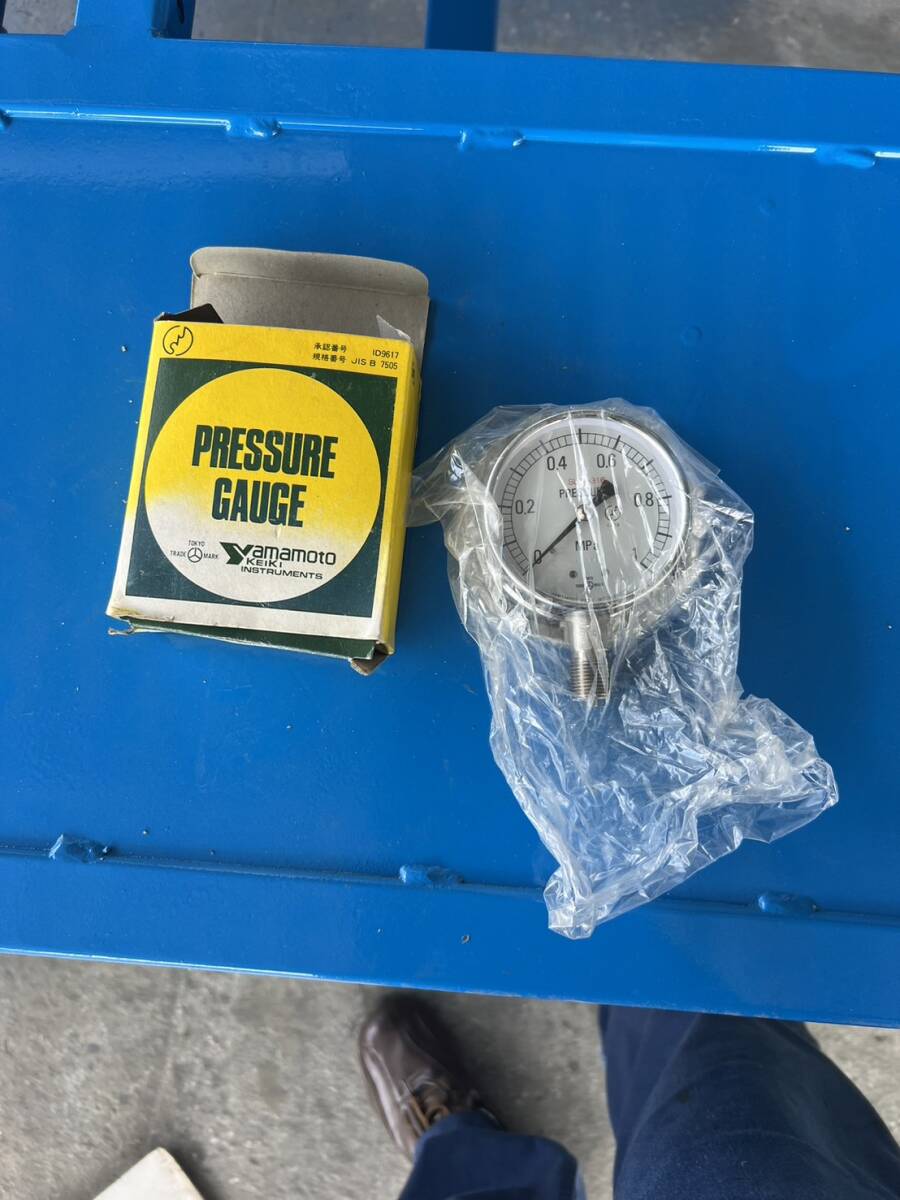 承認番号 ID9617
規格番号 JIS B 7505
PRESSURE
GAUGE
TOKYO
TRADE MARK
Yamamoto
KEIKI
INSTRUMENTS
0.4 0.6
0.2 0.8
PRESSURE
MPa
0 1